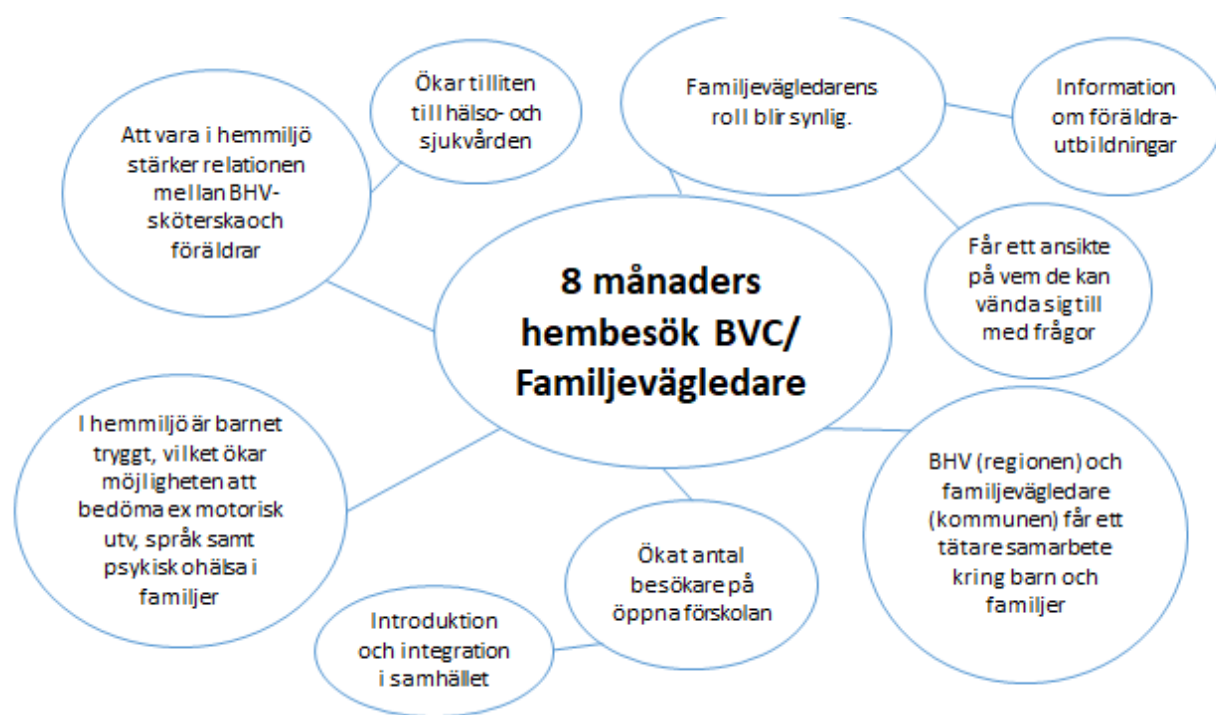 Ökar tilliten
till hälso- och
sjukvården
Familjevägledarens
roll blir synlig.
Information
om föräldra-
utbildningar
Att vara i hemmiljö
stärker relationen
mellan BHV-
sköterska och
föräldrar
Får ett ansikte
på vem de kan
vända sig till
med frågor
8 månaders
hembesök BVC/
Familjevägledare
I hemmiljö är barnet
tryggt, vilket ökar
möjligheten att
bedöma ex motorisk
utv, språk samt
psykisk ohälsa i
familjer
BHV (regionen) och
familjevägledare
(kommunen) får ett
tätare samarbete
kring barn och
familjer
Ökat antal
besökare på
öppna förskolan
Introduktion
och integration
i samhället